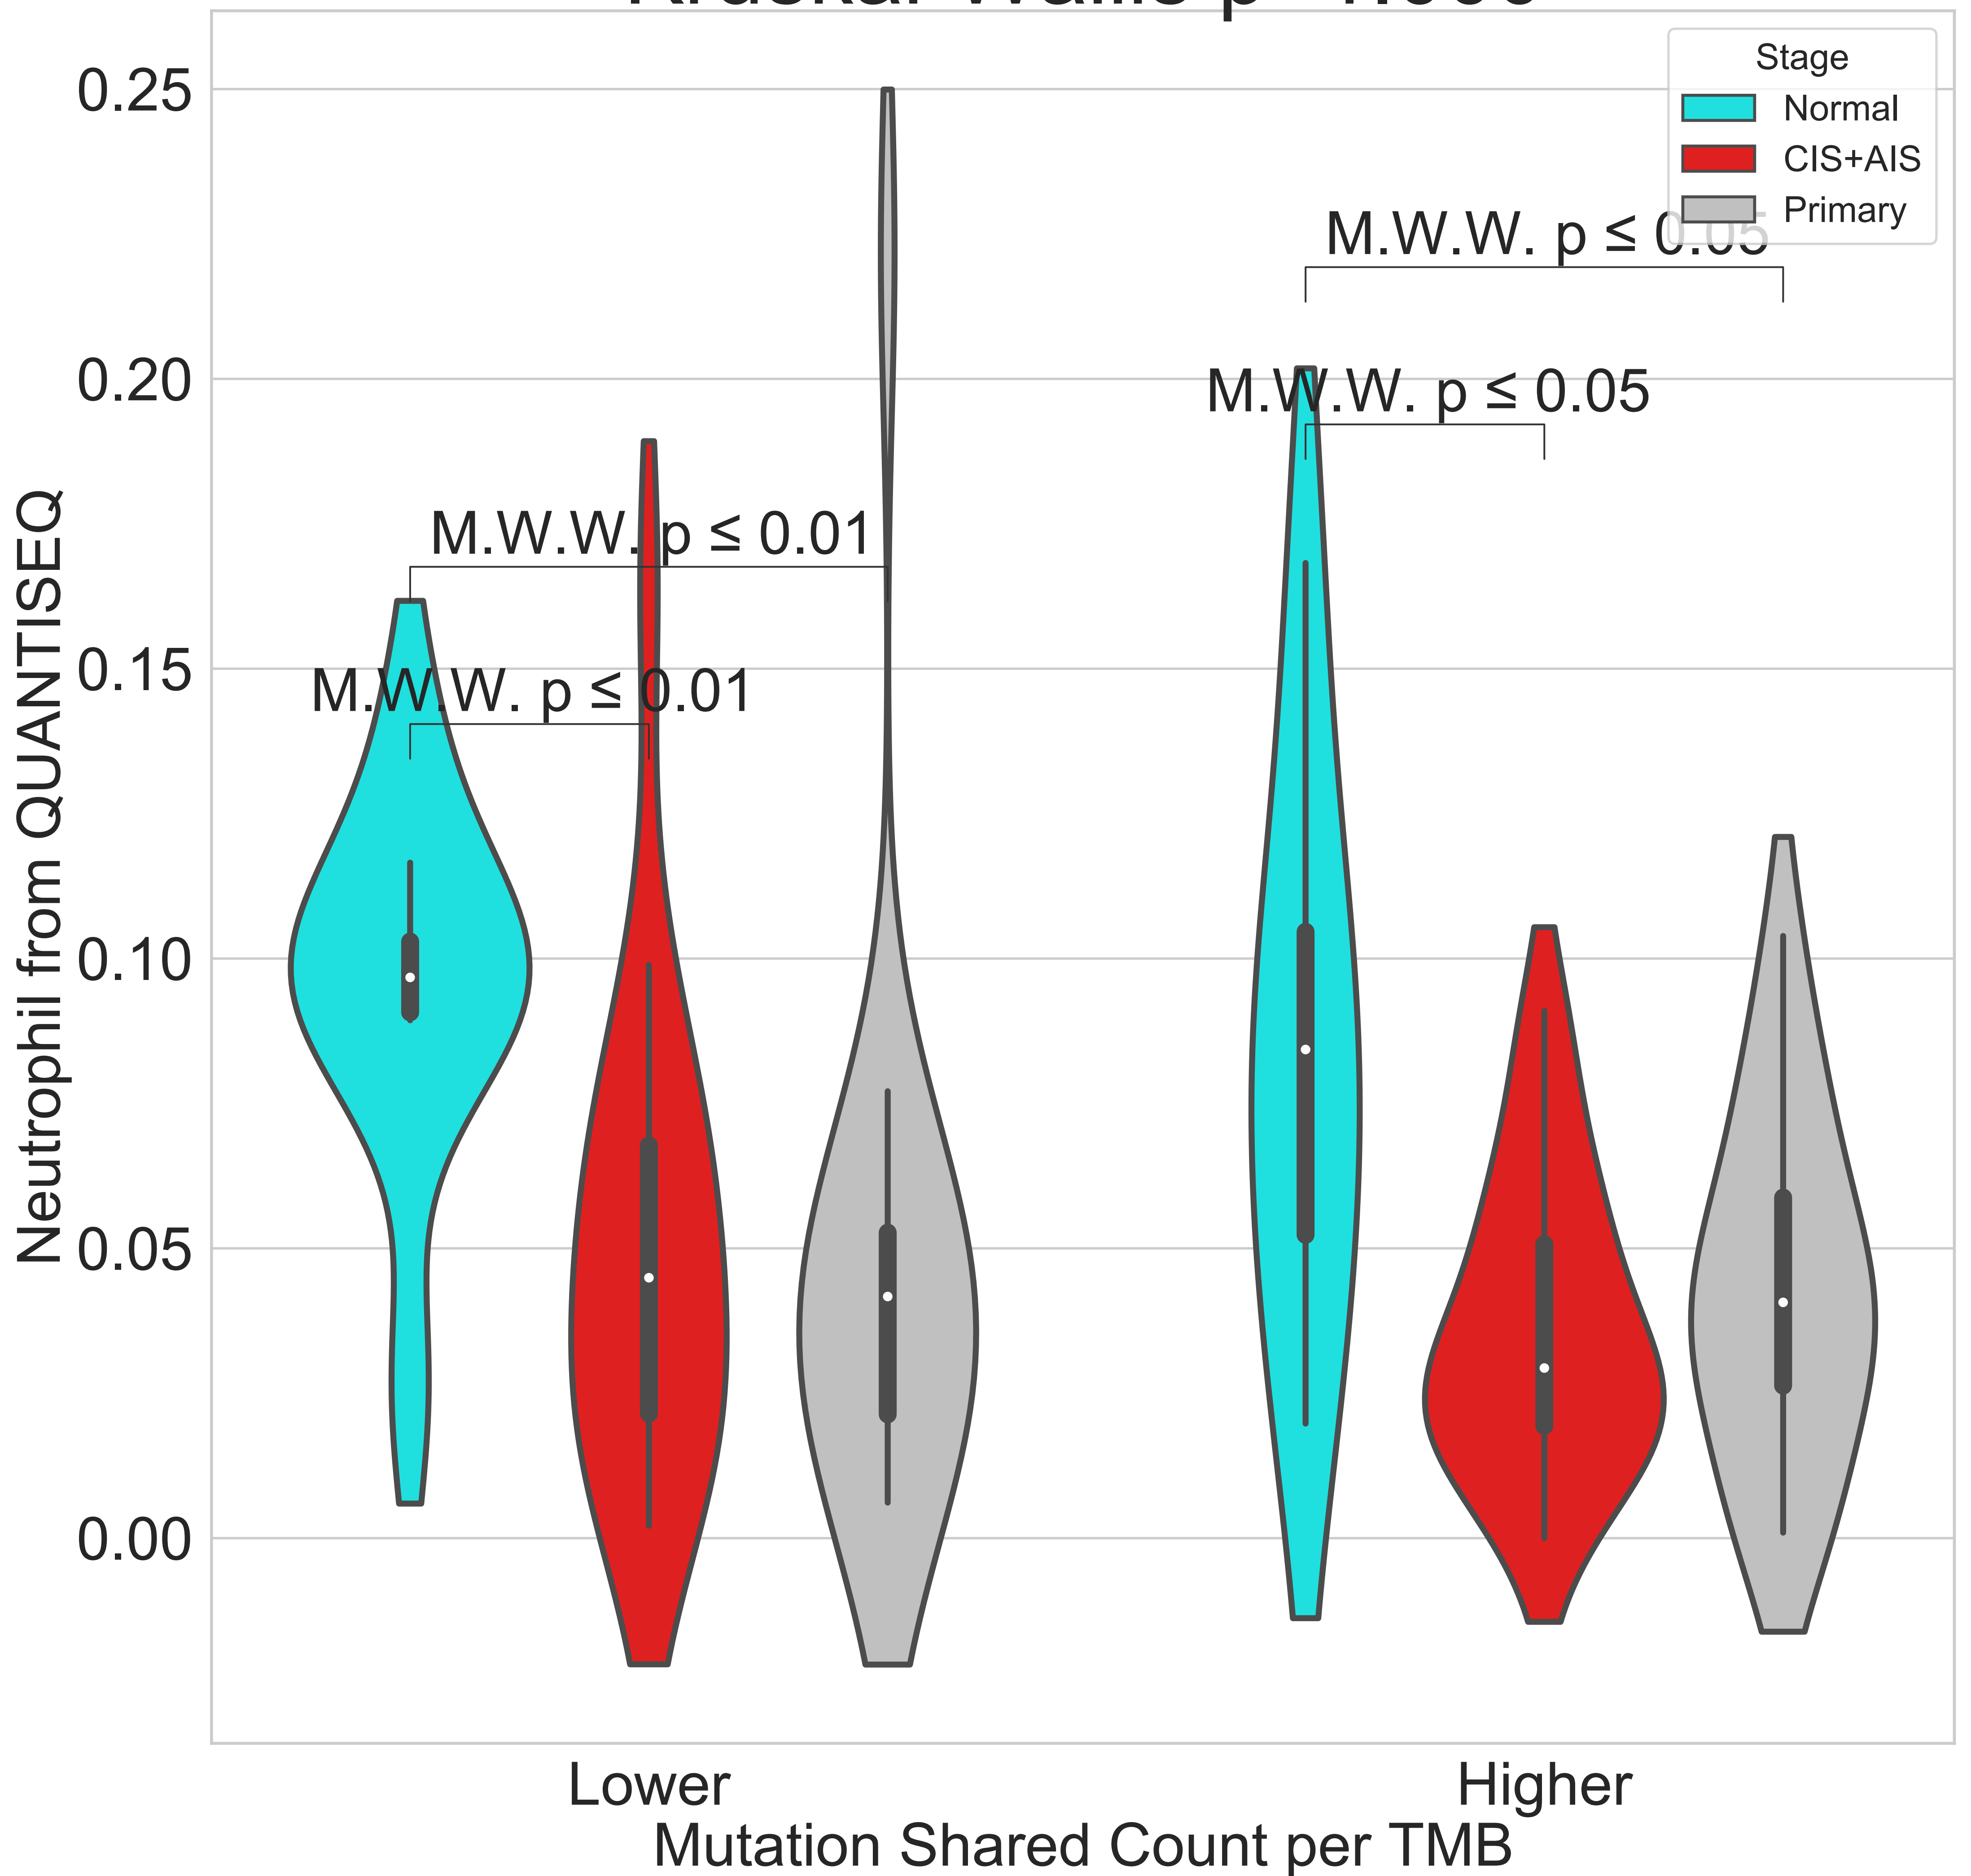 Stage
Normal
CIS+AIS
Primary
M.W.W. p ≤ 0.05
M.W.W. p ≤ 0.05
M.W.W. p ≤ 0.01
M.W.W. p ≤ 0.01
0.25
0.20
0.15
0.10
0.05
0.00
Neutrophil from QUANTISEQ
Lower
Higher
Mutation Shared Count per TMB